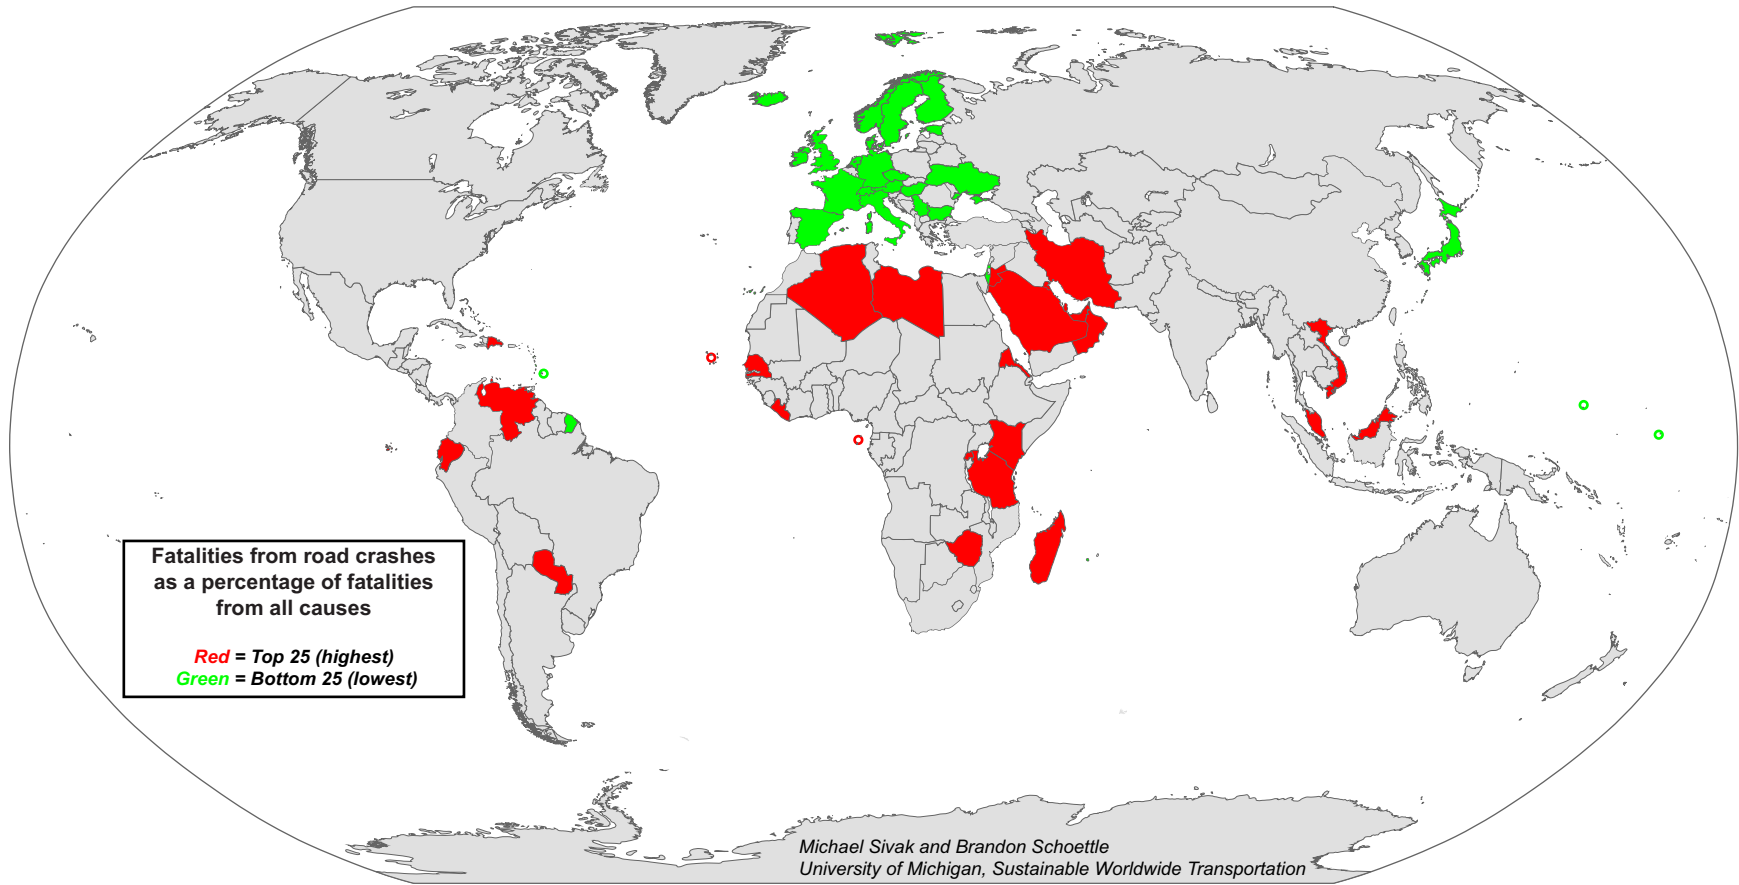 Fatalities from road crashes
as a percentage of fatalities
from all causes
Red = Top 25 (highest)
Green = Bottom 25 (lowest)
Michael Sivak and Brandon Schoettle
University of Michigan, Sustainable Worldwide Transportation